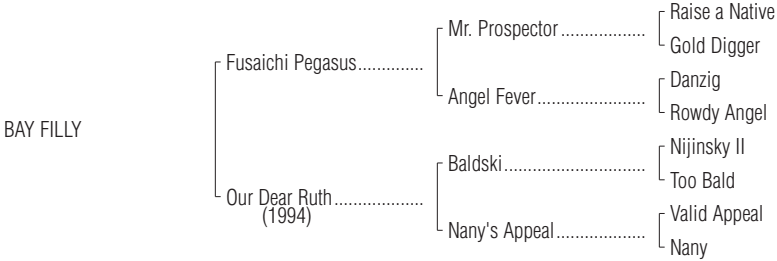 Raise a Native
Mr. Prospector....................
Gold Digger
Fusaichi Pegasus..............
Danzig
Angel Fever.........................
Rowdy Angel
BAY FILLY
Nijinsky II
Baldski.................................
Too Bald
Our Dear Ruth...................
(1994)
Valid Appeal
Nany's Appeal....................
Nany